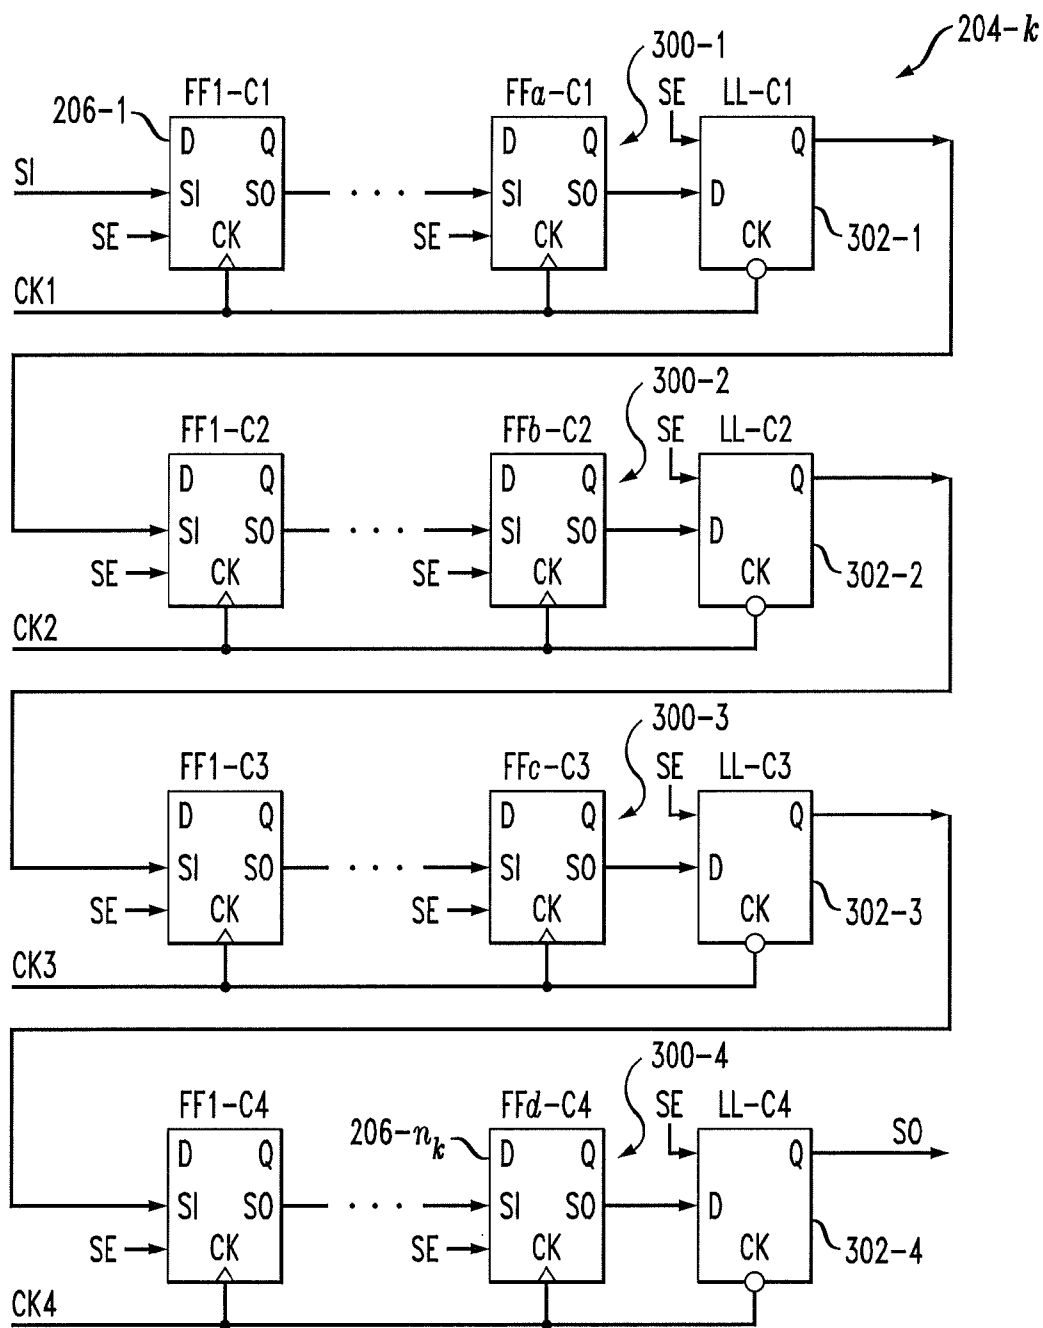 204-k
300-1
FF1-C1 FFa-C1 SE LL-C1
206-1
D Q D Q Q
SI
SI SO . . . SI SO D
SE CK SE CK CK 302-1
CK1
300-2
FF1-C2 FFb-C2 SE LL-C2
D Q D Q Q
SI SO . . . SI SO D
SE CK SE CK CK 302-2
CK2
300-3
FF1-C3 FFc-C3 SE LL-C3
D Q D Q Q
SI SO . . . SI SO D
SE CK SE CK CK 302-3
CK3
300-4
FF1-C4 FFd-C4 SE LL-C4
206-nk SO
D Q D Q Q
SI SO . . . SI SO D
SE CK SE CK CK 302-4
CK4